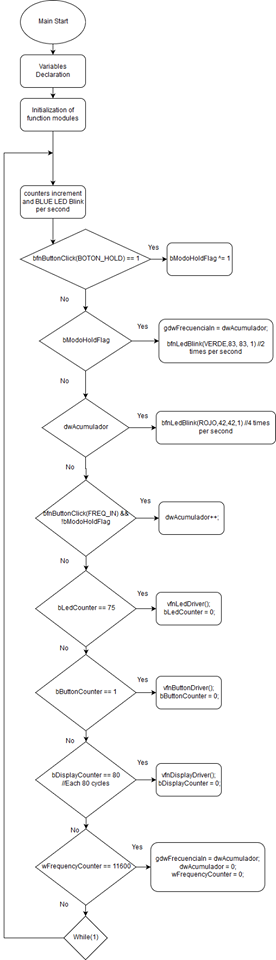 Main Start
Variables
Declaration
Initialization of
function modules
counters increment
and BLUE LED Blink
per second
bfnButtonClick(BOTON_HOLD) == 1
Yes
bModoHoldFlag ^= 1
No
bModoHoldFlag
Yes
gdwFrecuenciaIn = dwAcumulador;
bfnLedBlink(VERDE,83, 83, 1) //2
times per second
No
dwAcumulador
Yes
bfnLedBlink(ROJO,42,42,1) //4 times
per second
No
bfnButtonClick(FREQ_IN) &&
!bModoHoldFlag
Yes
dwAcumulador++;
No
bLedCounter == 75
Yes
vfnLedDriver();
bLedCounter = 0;
No
bButtonCounter == 1
Yes
vfnButtonDriver();
bButtonCounter = 0;
No
bDisplayCounter == 80
//Each 80 cycles
Yes
vfnDisplayDriver();
bDisplayCounter = 0;
No
wFrequencyCounter == 11600
Yes
gdwFrecuenciaIn = dwAcumulador;
dwAcumulador = 0;
wFrequencyCounter = 0;
No
While(1)